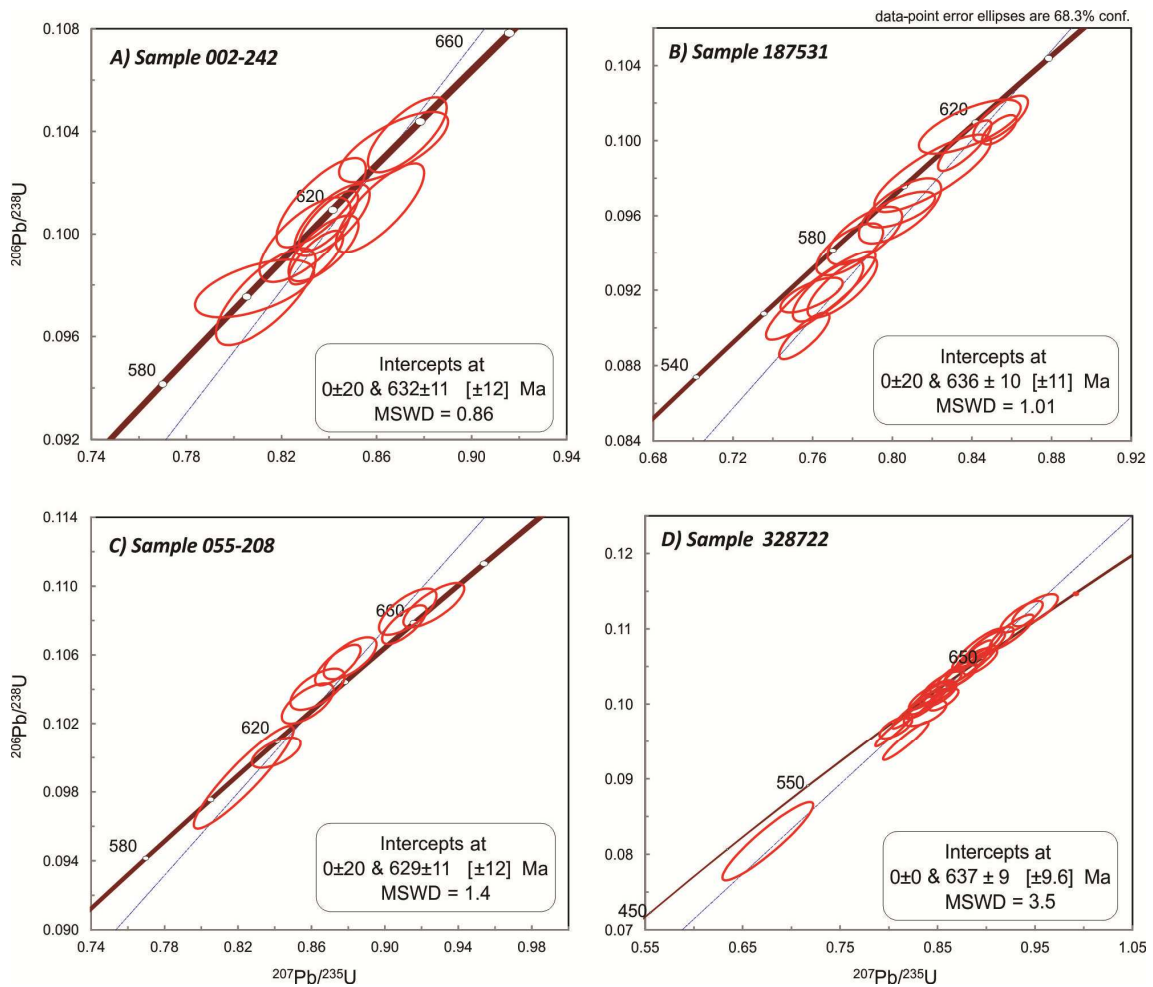 data-point error ellipses are 68.3% conf.
A) Sample 002-242
0.108
0.104
0.100
0.096
0.092
0.74
0.78
0.82
0.86
0.90
0.94
660
620
580
²⁰⁶Pb/²³⁸U
Intercepts at
0±20 & 632±11 [±12] Ma
MSWD = 0.86
B) Sample 187531
0.104
0.100
0.096
0.092
0.088
0.084
0.68
0.72
0.76
0.80
0.84
0.88
0.92
620
580
540
Intercepts at
0±20 & 636 ± 10 [±11] Ma
MSWD = 1.01
C) Sample 055-208
0.114
0.110
0.106
0.102
0.098
0.094
0.090
0.74
0.78
0.82
0.86
0.90
0.94
0.98
660
620
580
²⁰⁶Pb/²³⁸U
²⁰⁷Pb/²³⁵U
Intercepts at
0±20 & 629±11 [±12] Ma
MSWD = 1.4
D) Sample 328722
0.12
0.11
0.10
0.09
0.08
0.07
0.55
0.65
0.75
0.85
0.95
1.05
650
550
450
²⁰⁷Pb/²³⁵U
Intercepts at
0±0 & 637 ± 9 [±9.6] Ma
MSWD = 3.5